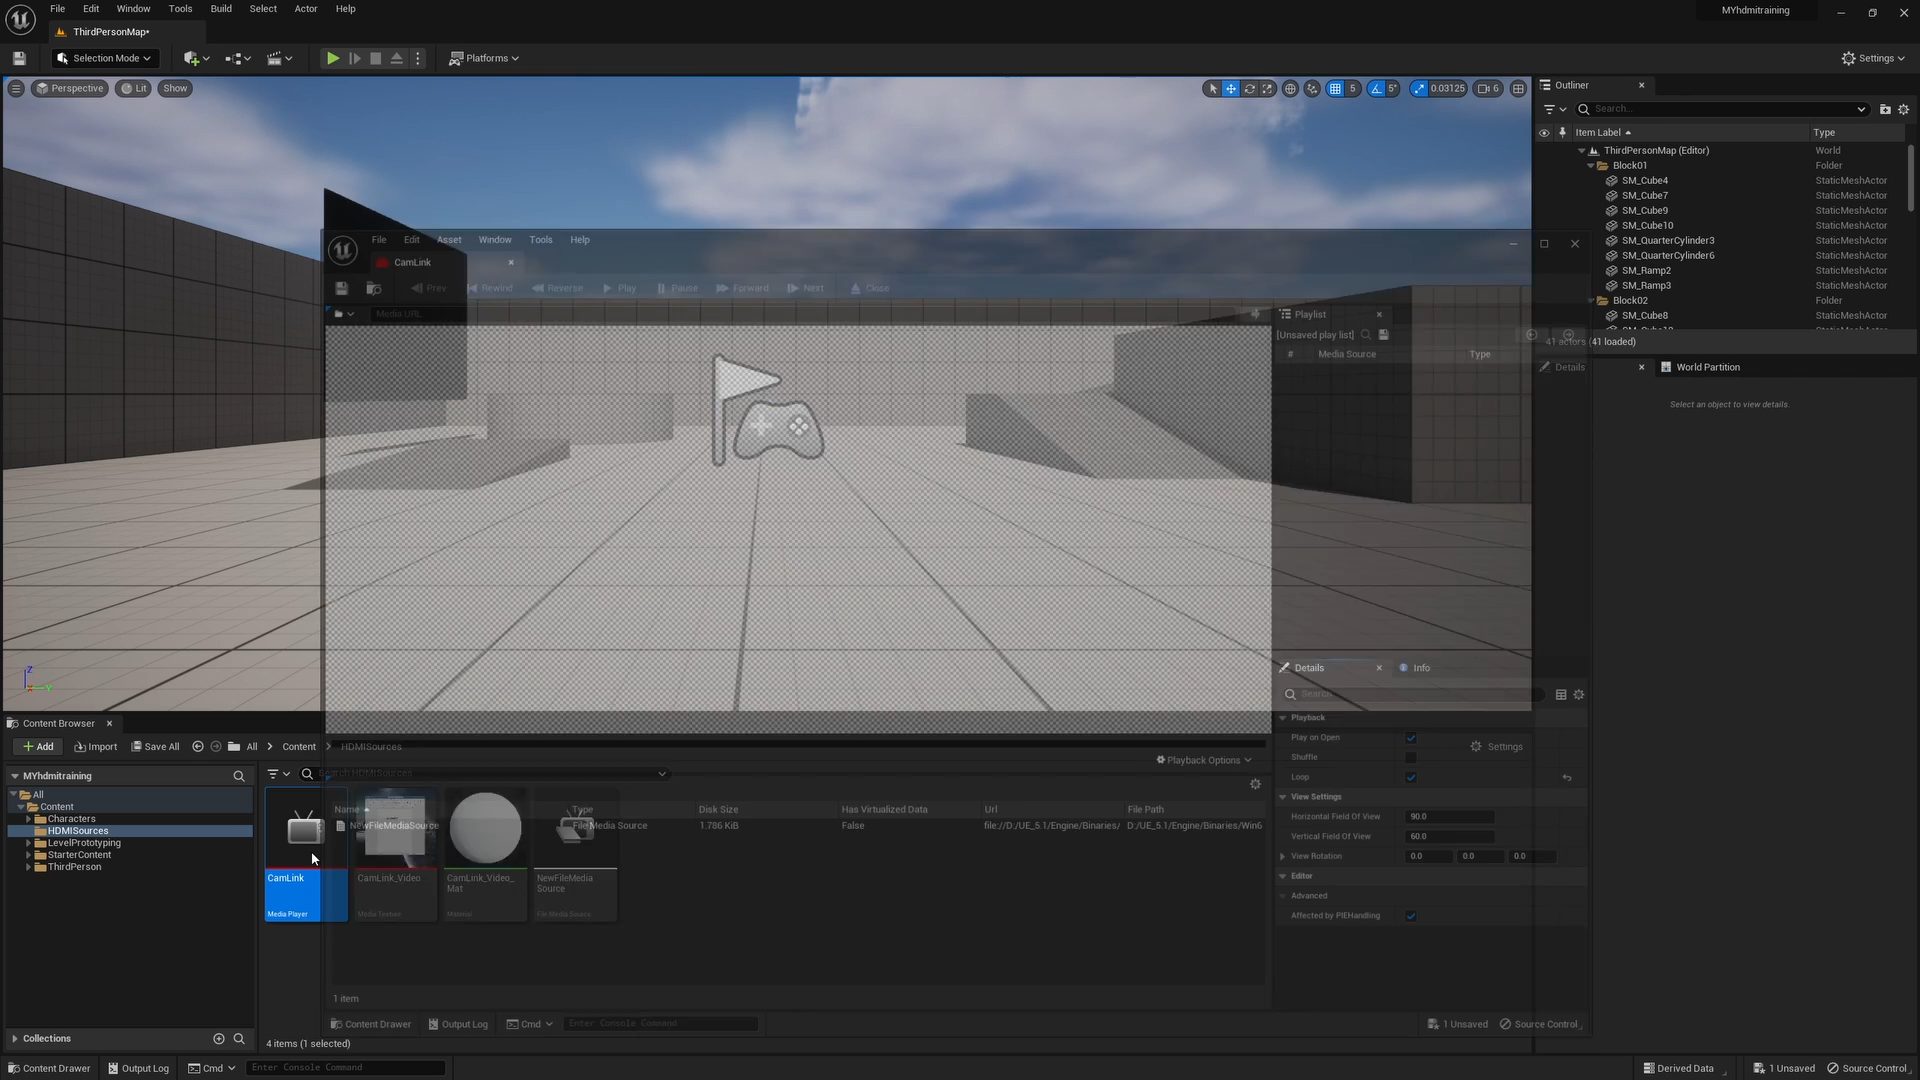 File Edit Window Tools Build Select Actor Help
MYhdmitraining
ThirdPersonMap*
Selection Mode
Platforms
Settings
Perspective Lit Show
5 5° 0.03125 6
Outliner
Search...
Item Label Type
ThirdPersonMap (Editor) World
Block01 Folder
SM_Cube4 StaticMeshActor
SM_Cube7 StaticMeshActor
SM_Cube9 StaticMeshActor
SM_Cube10 StaticMeshActor
SM_QuarterCylinder3 StaticMeshActor
SM_QuarterCylinder6 StaticMeshActor
SM_Ramp2 StaticMeshActor
SM_Ramp3 StaticMeshActor
Block02 Folder
SM_Cube8 StaticMeshActor
41 actors (41 loaded)
Details World Partition
Select an object to view details.
File Edit Asset Window Tools Help
CamLink
Prev Rewind Reverse Play Pause Forward Next Close
Media URL
Playlist
[Unsaved play list]
# Media Source Type
Details Info
Search
Playback
Play on Open
Shuffle
Loop
View Settings
Horizontal Field Of View 90.0
Vertical Field Of View 60.0
View Rotation 0.0 0.0 0.0
Editor
Advanced
Affected by PIEHandling
Settings
Playback Options
Name Type Disk Size Has Virtualized Data Url File Path
NewFileMediaSource File Media Source 1.786 KiB False file://D:/UE_5.1/Engine/Binaries/ D:/UE_5.1/Engine/Binaries/Win6
1 item
Content Drawer Output Log Cmd Enter Console Command
1 Unsaved Source Control
Content Browser
Add Import Save All All Content HDMISources
MYhdmitraining
Search HDMISources
All
Content
Characters
HDMISources
LevelPrototyping
StarterContent
ThirdPerson
CamLink
Media Player
CamLink_Video
Media Texture
CamLink_Video_
Mat
Material
NewFileMedia
Source
File Media Source
Collections
4 items (1 selected)
Content Drawer Output Log Cmd Enter Console Command
Derived Data 1 Unsaved Source Control
Z
Y